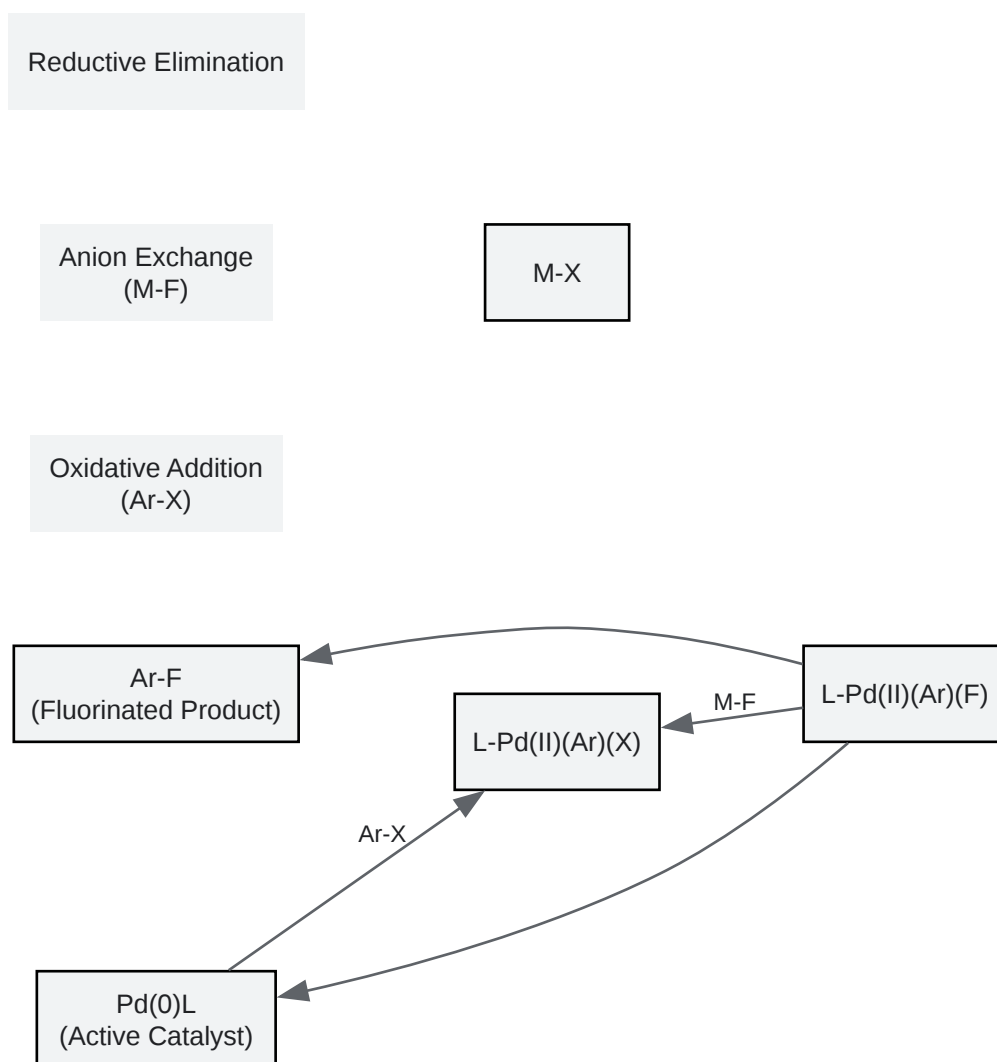 Reductive Elimination
Anion Exchange
(M-F)
M-X
Oxidative Addition
(Ar-X)
Ar-F
(Fluorinated Product)
L-Pd(II)(Ar)(X)
M-F
L-Pd(II)(Ar)(F)
Ar-X
Pd(0)L
(Active Catalyst)